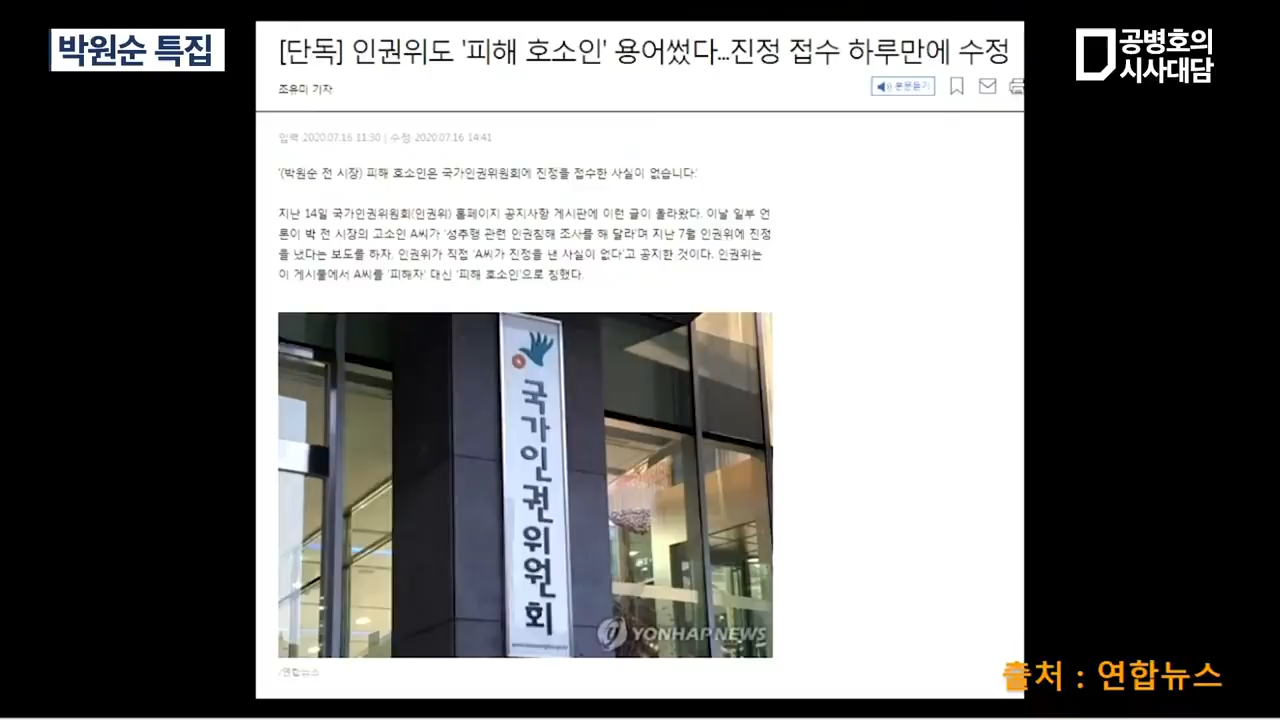 박원순 특집
공병호의
시사대담
[단독] 인권위도 '피해 호소인' 용어썼다...진정 접수 하루만에 수정
조유미 기자
본문듣기
입력 2020.07.16 11:30 | 수정 2020.07.16 14:41
'(박원순 전 시장) 피해 호소인은 국가인권위원회에 진정을 접수한 사실이 없습니다.'
지난 14일 국가인권위원회(인권위) 홈페이지 공지사항 게시판에 이런 글이 올라왔다. 이날 일부 언
론이 박 전 시장의 고소인 A씨가 '성추행 관련 인권침해 조사를 해 달라'며 지난 7월 인권위에 진정
을 냈다는 보도를 하자, 인권위가 직접 'A씨가 진정을 낸 사실이 없다'고 공지한 것이다. 인권위는
이 게시물에서 A씨를 '피해자' 대신 '피해 호소인'으로 칭했다.
국가인권위원회
YONHAP NEWS
/연합뉴스
출처 : 연합뉴스